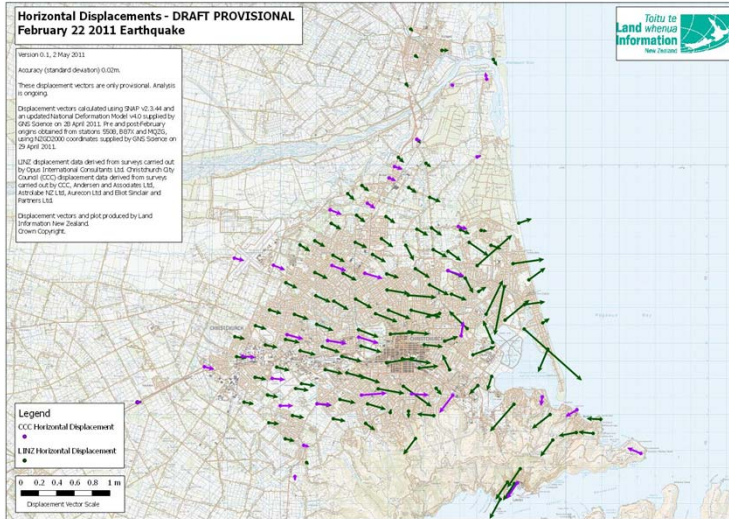 Horizontal Displacements - DRAFT PROVISIONAL
February 22 2011 Earthquake
Toitu te
Land whenua
Information
New Zealand
Version 0.1, 2 May 2011
Accuracy (standard deviation) 0.02m.
These displacement vectors are only provisional. Analysis
is ongoing.
Displacement vectors calculated using SNAP v2.3.44 and
an updated National Deformation Model v4.0 supplied by
GNS Science on 28 April 2011. Pre and post-February
origins obtained from stations 5508, B87X and MQZG,
using NZGD2000 coordinates supplied by GNS Science on
29 April 2011.
LINZ displacement data derived from surveys carried out
by Opus International Consultants Ltd. Christchurch City
Council (CCC) displacement data derived from surveys
carried out by CCC, Andersen and Associates Ltd,
Astrolabe NZ Ltd, Aurecon Ltd and Eliot Sinclair and
Partners Ltd.
Displacement vectors and plot produced by Land
Information New Zealand.
Crown Copyright.
CHRISTCHURCH
CHRISTCHURCH
Legend
CCC Horizontal Displacement
LINZ Horizontal Displacement
0 0.2 0.4 0.6 0.8 1 m
Displacement Vector Scale